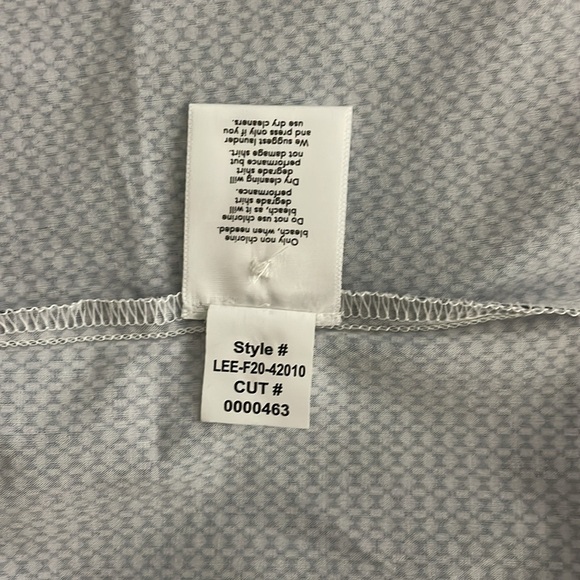 Only non chlorine
bleach, when needed.
Do not use chlorine
bleach, as it will
degrade shirt
performance.
Dry cleaning will
degrade shirt
performance but
not damage shirt.
We suggest launder
and press only if you
use dry cleaners.
Style #
LEE-F20-42010
CUT #
0000463